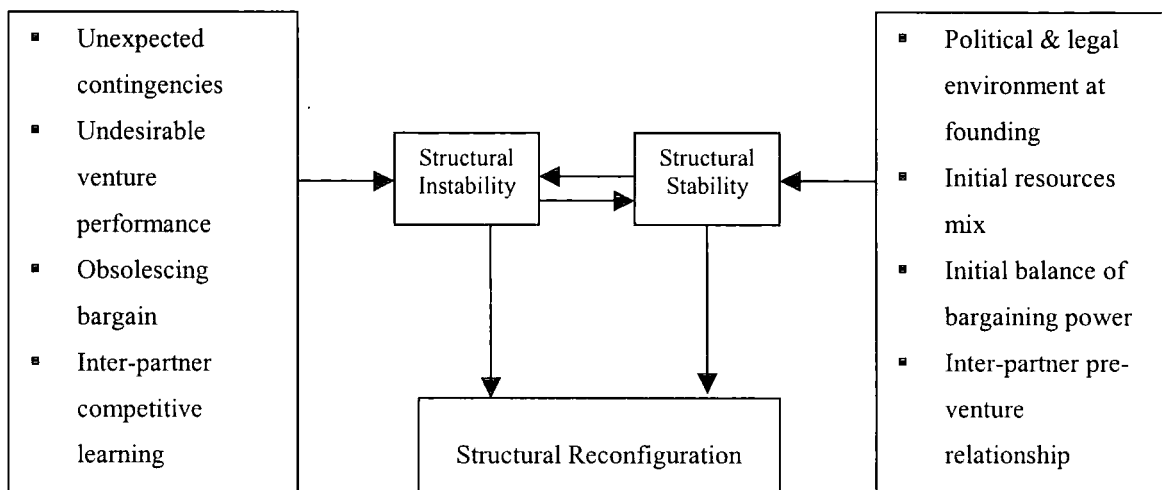 ▪ Unexpected
contingencies
▪ Undesirable
venture
performance
▪ Obsolescing
bargain
▪ Inter-partner
competitive
learning
Structural
Instability
Structural
Stability
Structural Reconfiguration
▪ Political & legal
environment at
founding
▪ Initial resources
mix
▪ Initial balance of
bargaining power
▪ Inter-partner pre-
venture
relationship